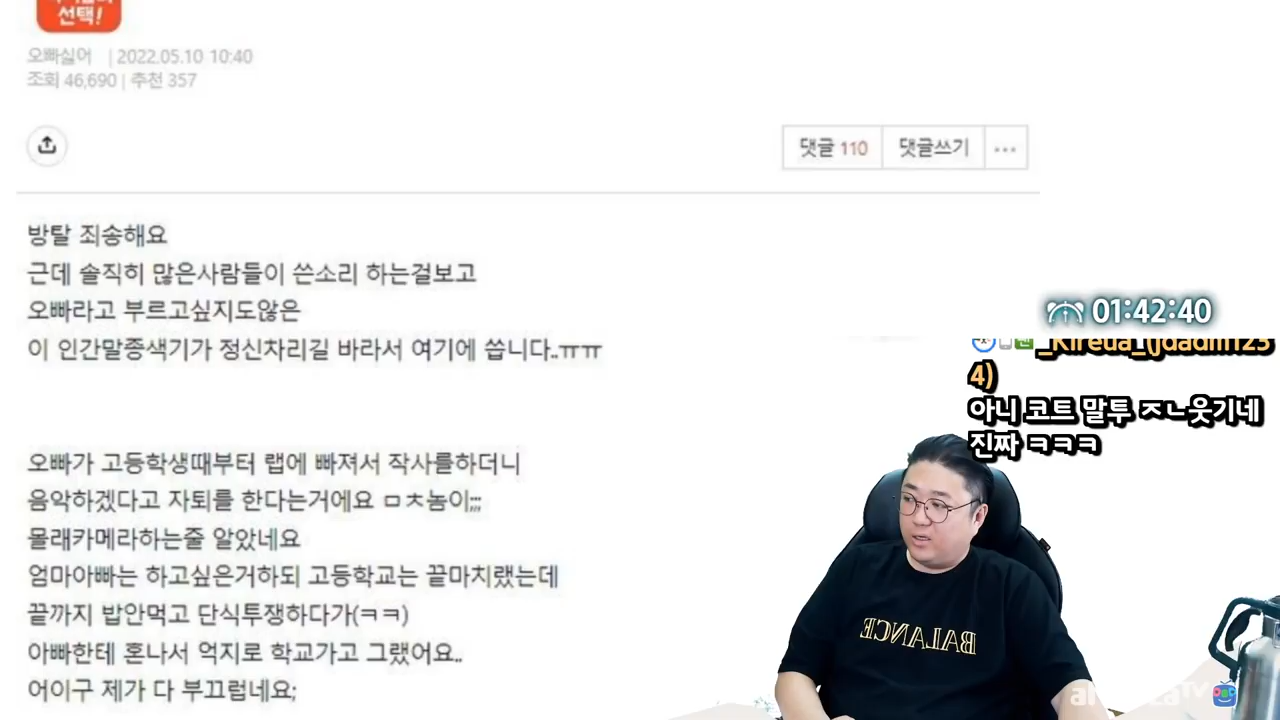 선택!
오빠싫어 | 2022.05.10 10:40
조회 46,690 | 추천 357
댓글 110 댓글쓰기 ...
방탈 죄송해요
근데 솔직히 많은사람들이 쓴소리 하는걸보고
오빠라고 부르고싶지도않은
이 인간말종색기가 정신차리길 바라서 여기에 씁니다..ㅠㅠ
01:42:40
4)
아니 코트 말투 ㅈㄴ웃기네
진짜 ㅋㅋㅋ
오빠가 고등학생때부터 랩에 빠져서 작사를하더니
음악하겠다고 자퇴를 한다는거에요 ㅁㅊ놈이;;;
몰래카메라하는줄 알았네요
엄마아빠는 하고싶은거하되 고등학교는 끝마치랬는데
끝까지 밥안먹고 단식투쟁하다가(ㅋㅋ)
아빠한테 혼나서 억지로 학교가고 그랬어요..
어이구 제가 다 부끄럽네요;
BALANCE